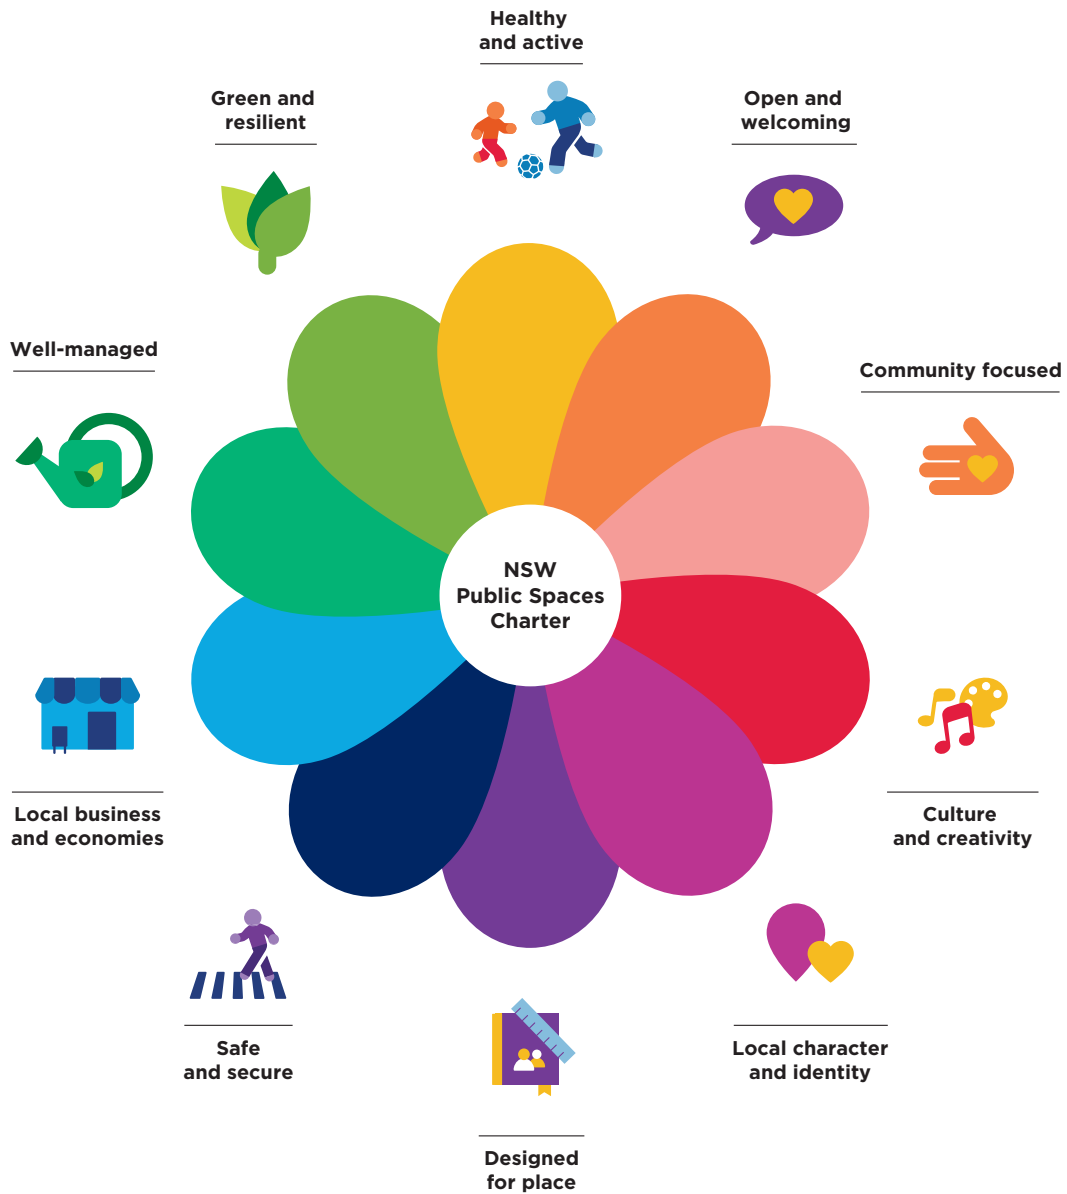 Healthy
and active
Green and
resilient
Open and
welcoming
Well-managed
Community focused
NSW
Public Spaces
Charter
Local business
and economies
Culture
and creativity
Safe
and secure
Local character
and identity
Designed
for place